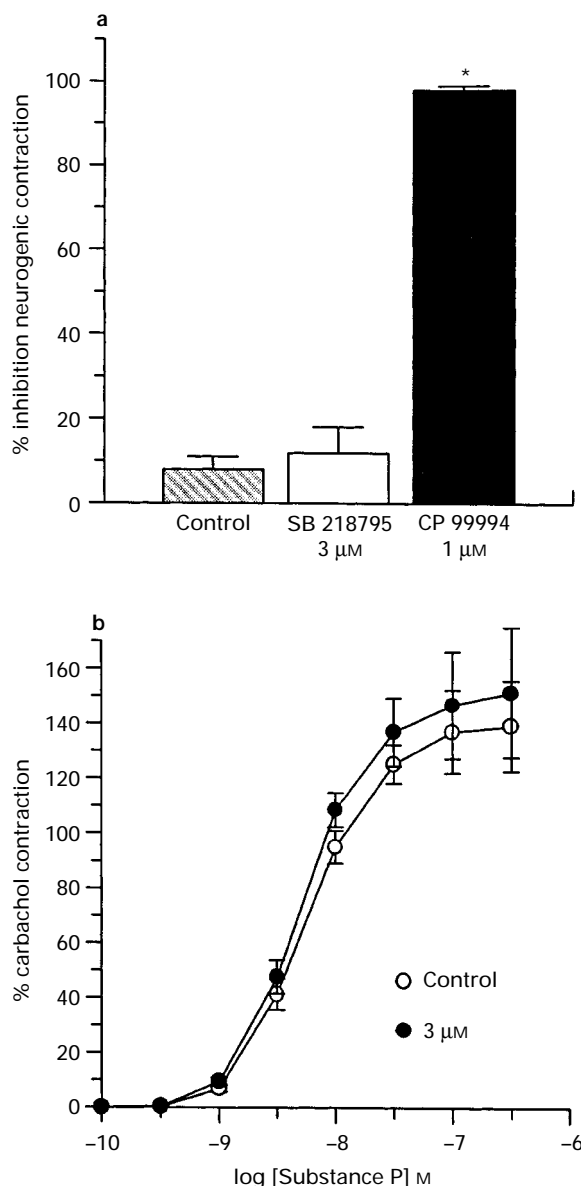 a
100
80
60
40
20
0
% inhibition neurogenic contraction
*
Control
SB 218795
3 µM
CP 99994
1 µM
b
160
140
120
100
80
60
40
20
0
% carbachol contraction
Control
3 µM
–10
–9
–8
–7
–6
log [Substance P] M